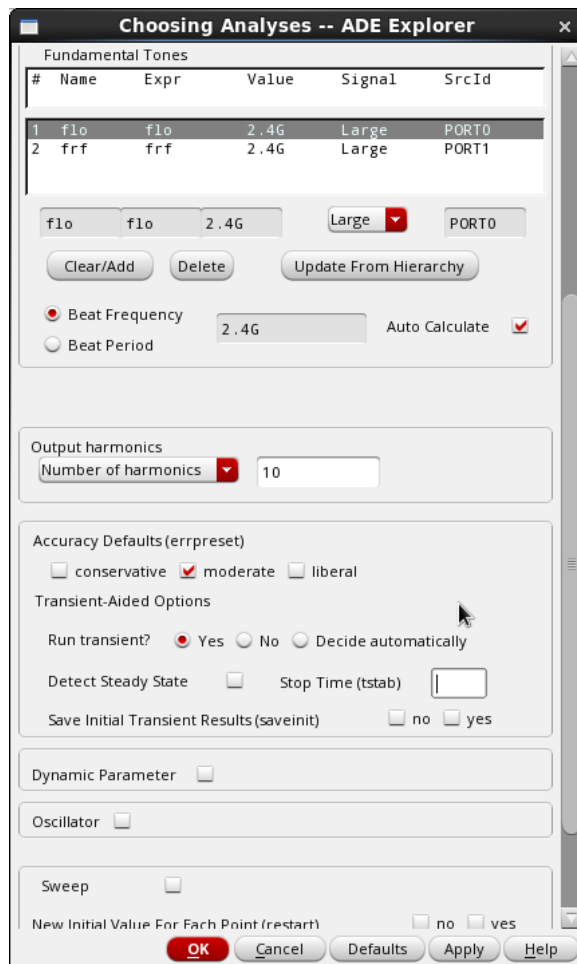 Choosing Analyses -- ADE Explorer
Fundamental Tones
# Name Expr Value Signal SrcId
1 flo flo 2.4G Large PORT0
2 frf frf 2.4G Large PORT1
flo flo 2.4G Large PORT0
Clear/Add Delete Update From Hierarchy
Beat Frequency
2.4G Auto Calculate
Beat Period
Output harmonics
Number of harmonics 10
Accuracy Defaults (errpreset)
conservative moderate liberal
Transient-Aided Options
Run transient? Yes No Decide automatically
Detect Steady State Stop Time (tstab)
Save Initial Transient Results (saveinit) no yes
Dynamic Parameter
Oscillator
Sweep
New Initial Value For Each Point (restart) no yes
OK Cancel Defaults Apply Help